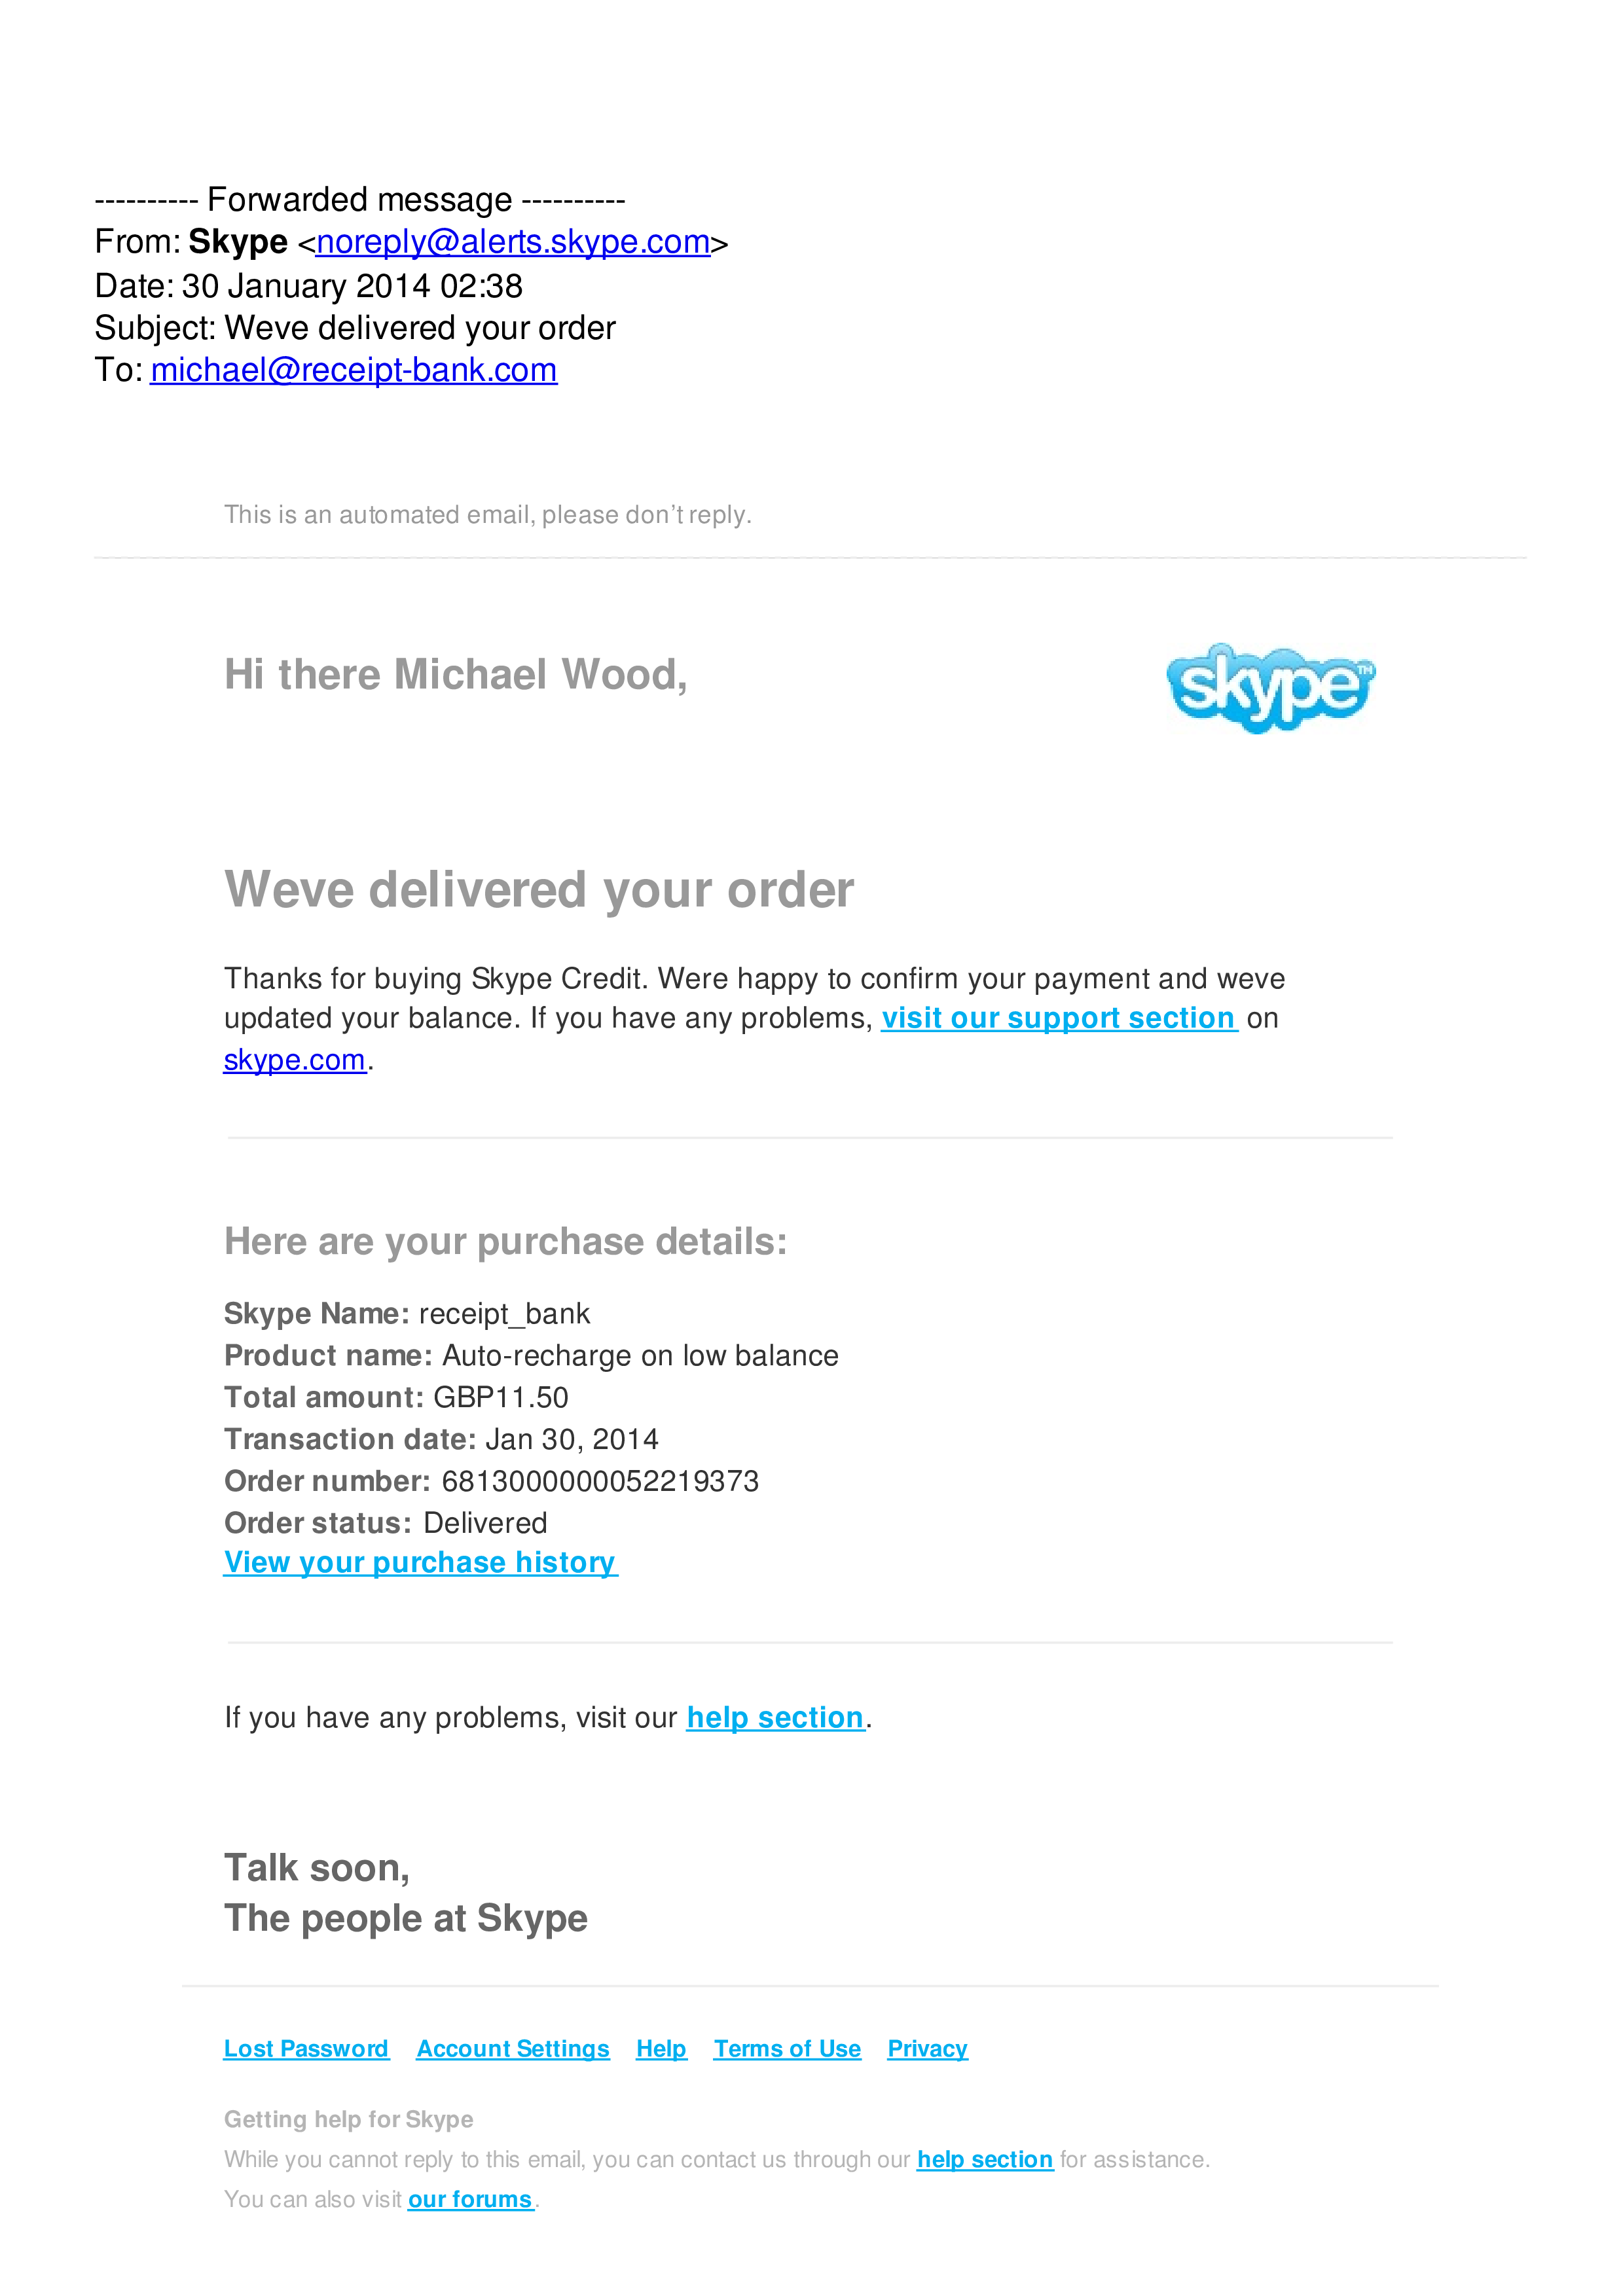 ---------- Forwarded message ----------
From: Skype <noreply@alerts.skype.com>
Date: 30 January 2014 02:38
Subject: Weve delivered your order
To: michael@receipt-bank.com
This is an automated email, please don’t reply.
Hi there Michael Wood,
skype™
Weve delivered your order
Thanks for buying Skype Credit. Were happy to confirm your payment and weve
updated your balance. If you have any problems, visit our support section on
skype.com.
Here are your purchase details:
Skype Name: receipt_bank
Product name: Auto-recharge on low balance
Total amount: GBP11.50
Transaction date: Jan 30, 2014
Order number: 6813000000052219373
Order status: Delivered
View your purchase history
If you have any problems, visit our help section.
Talk soon,
The people at Skype
Lost Password Account Settings Help Terms of Use Privacy
Getting help for Skype
While you cannot reply to this email, you can contact us through our help section for assistance.
You can also visit our forums.